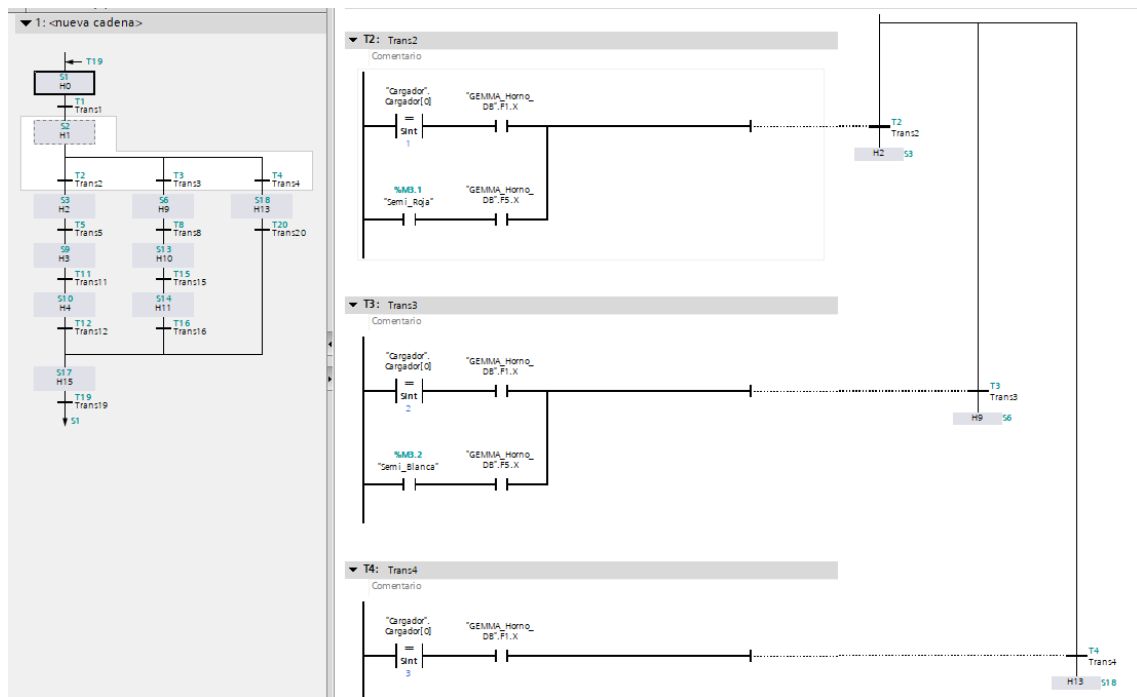 1: <nueva cadena>
T19
S1
H0
T1
Trans1
S2
H1
T2
Trans2
T3
Trans3
T4
Trans4
S3
H2
S6
H9
S18
H13
T5
Trans5
T8
Trans8
T20
Trans20
S9
H3
S13
H10
T11
Trans11
T15
Trans15
S10
H4
S14
H11
T12
Trans12
T16
Trans16
S17
H15
T19
Trans19
S1
T2: Trans2
Comentario
"Cargador".
Cargador[0]
"GEMMA_Horno_
DB".F1.X
==
Sint
1
T2
Trans2
H2 S3
%M3.1
"Semi_Roja"
"GEMMA_Horno_
DB".F5.X
T3: Trans3
Comentario
"Cargador".
Cargador[0]
"GEMMA_Horno_
DB".F1.X
==
Sint
2
T3
Trans3
H9 S6
%M3.2
"Semi_Blanca"
"GEMMA_Horno_
DB".F5.X
T4: Trans4
Comentario
"Cargador".
Cargador[0]
"GEMMA_Horno_
DB".F1.X
==
Sint
3
T4
Trans4
H13 S18